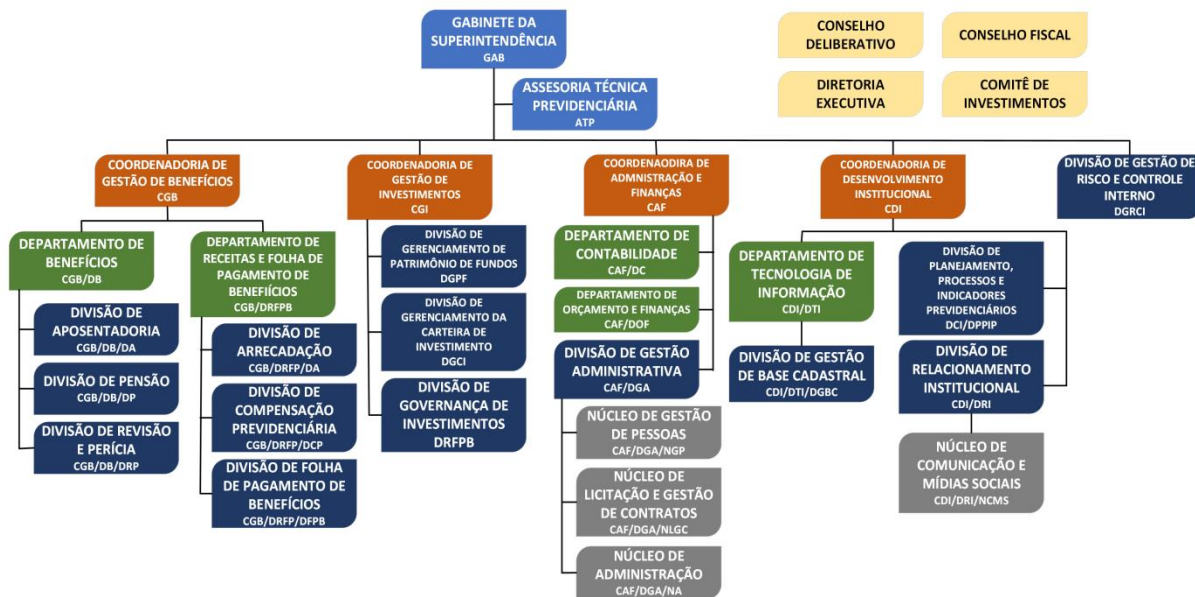 GABINETE DA
SUPERINTENDÊNCIA
GAB
CONSELHO
DELIBERATIVO
CONSELHO FISCAL
DIRETORIA
EXECUTIVA
COMITÊ DE
INVESTIMENTOS
ASSESORIA TÉCNICA
PREVIDENCIÁRIA
ATP
COORDENADORIA DE
GESTÃO DE BENEFÍCIOS
CGB
COORDENADORIA DE
GESTÃO DE
INVESTIMENTOS
CGI
COORDENAODIRA DE
ADMNISTRAÇÃO E
FINANÇAS
CAF
COORDENADORIA DE
DESENVOLVIMENTO
INSTITUCIONAL
CDI
DIVISÃO DE GESTÃO DE
RISCO E CONTROLE
INTERNO
DGRCI
DEPARTAMENTO DE
BENEFÍCIOS
CGB/DB
DIVISÃO DE
APOSENTADORIA
CGB/DB/DA
DIVISÃO DE PENSÃO
CGB/DB/DP
DIVISÃO DE REVISÃO
E PERÍCIA
CGB/DB/DRP
DEPARTAMENTO DE
RECEITAS E FOLHA DE
PAGAMENTO DE
BENEFIÍCIOS
CGB/DRFPB
DIVISÃO DE
ARRECADAÇÃO
CGB/DRFP/DA
DIVISÃO DE
COMPENSAÇÃO
PREVIDENCIÁRIA
CGB/DRFP/DCP
DIVISÃO DE FOLHA
DE PAGAMENTO DE
BENEFÍCIOS
CGB/DRFP/DFPB
DIVISÃO DE
GERENCIAMENTO DE
PATRIMÔNIO DE FUNDOS
DGPF
DIVISÃO DE
GERENCIAMENTO DA
CARTEIRA DE
INVESTIMENTO
DGCI
DIVISÃO DE
GOVERNANÇA DE
INVESTIMENTOS
DRFPB
DEPARTAMENTO DE
CONTABILIDADE
CAF/DC
DEPARTAMENTO DE
ORÇAMENTO E FINANÇAS
CAF/DOF
DIVISÃO DE GESTÃO
ADMINISTRATIVA
CAF/DGA
NÚCLEO DE GESTÃO
DE PESSOAS
CAF/DGA/NGP
NÚCLEO DE
LICITAÇÃO E GESTÃO
DE CONTRATOS
CAF/DGA/NLGC
NÚCLEO DE
ADMINISTRAÇÃO
CAF/DGA/NA
DEPARTAMENTO DE
TECNOLOGIA DE
INFORMAÇÃO
CDI/DTI
DIVISÃO DE GESTÃO
DE BASE CADASTRAL
CDI/DTI/DGBC
DIVISÃO DE
PLANEJAMENTO,
PROCESSOS E
INDICADORES
PREVIDENCIÁRIOS
DCI/DPPIP
DIVISÃO DE
RELACIONAMENTO
INSTITUCIONAL
CDI/DRI
NÚCLEO DE
COMUNICAÇÃO E
MÍDIAS SOCIAIS
CDI/DRI/NCMS